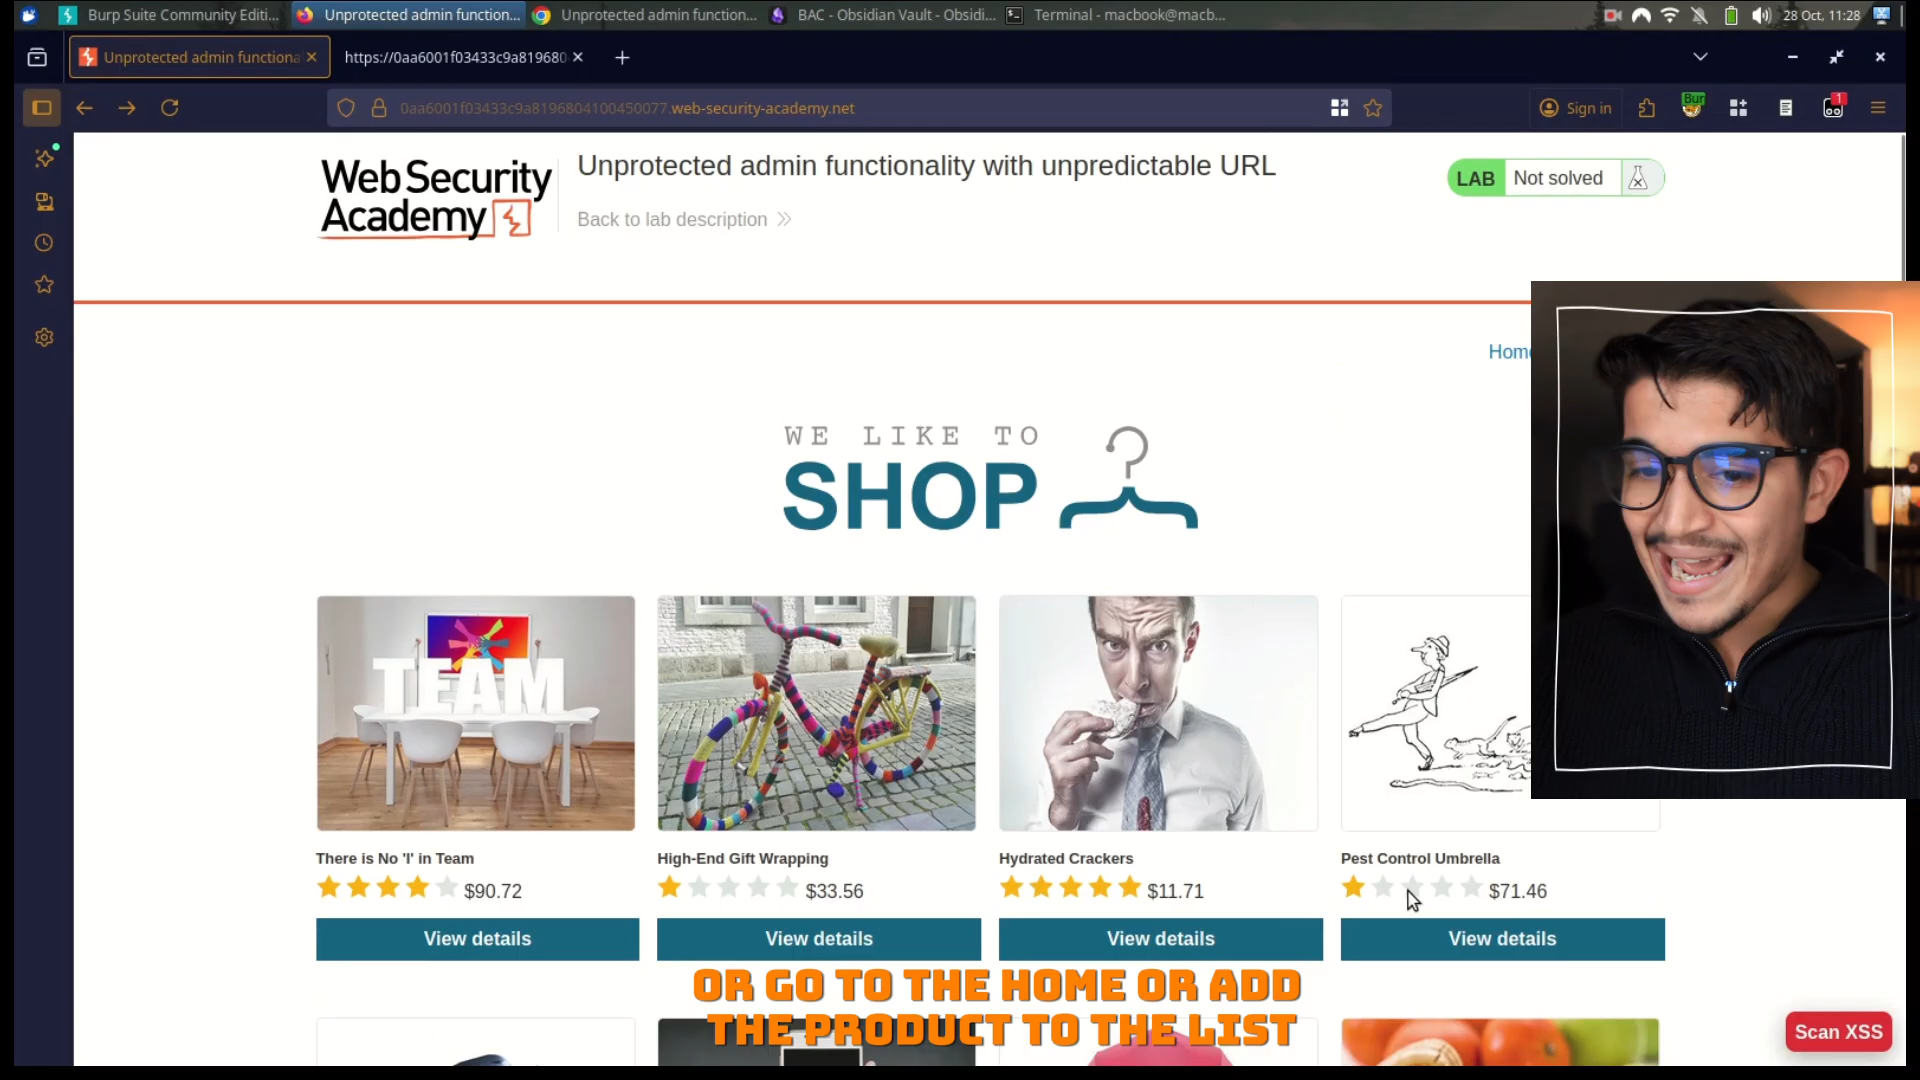 Burp Suite Community Editi...
Unprotected admin function...
Unprotected admin function...
BAC - Obsidian Vault - Obsidi...
Terminal - macbook@macb...
28 Oct, 11:28
Unprotected admin functiona
https://0aa6001f03433c9a819680
0aa6001f03433c9a8196804100450077.web-security-academy.net
Sign in
Bur
1
Web Security
Academy
Unprotected admin functionality with unpredictable URL
Back to lab description
LAB
Not solved
Home
WE LIKE TO
SHOP
TEAM
There is No 'I' in Team
$90.72
View details
High-End Gift Wrapping
$33.56
View details
Hydrated Crackers
$11.71
View details
Pest Control Umbrella
$71.46
View details
OR GO TO THE HOME OR ADD
THE PRODUCT TO THE LIST
Scan XSS